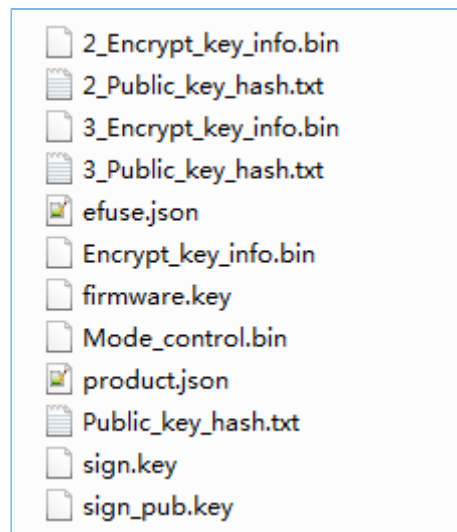 2_Encrypt_key_info.bin
2_Public_key_hash.txt
3_Encrypt_key_info.bin
3_Public_key_hash.txt
efuse.json
Encrypt_key_info.bin
firmware.key
Mode_control.bin
product.json
Public_key_hash.txt
sign.key
sign_pub.key